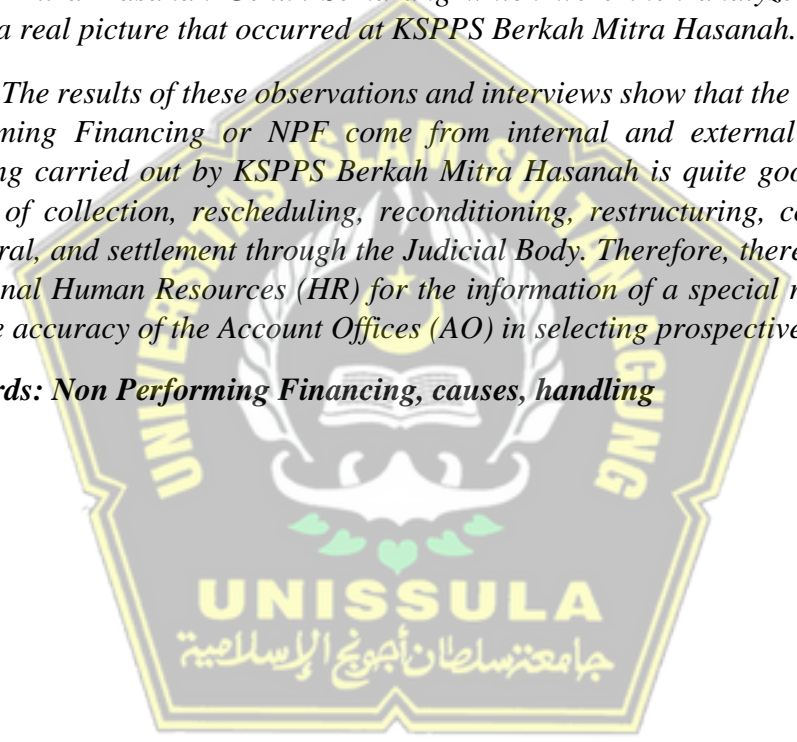 a real picture that occurred at KSPPS Berkah Mitra Hasanah.
The results of these observations and interviews show that the
ming Financing or NPF come from internal and external
ng carried out by KSPPS Berkah Mitra Hasanah is quite goo
of collection, rescheduling, reconditioning, restructuring, c
ral, and settlement through the Judicial Body. Therefore, there
nal Human Resources (HR) for the information of a special
e accuracy of the Account Offices (AO) in selecting prospective
rds: Non Performing Financing, causes, handling
UNIVERSITAS ISLAM SULTAN AGUNG
UNISSULA
جامعة سلطان أجونج الإسلامية